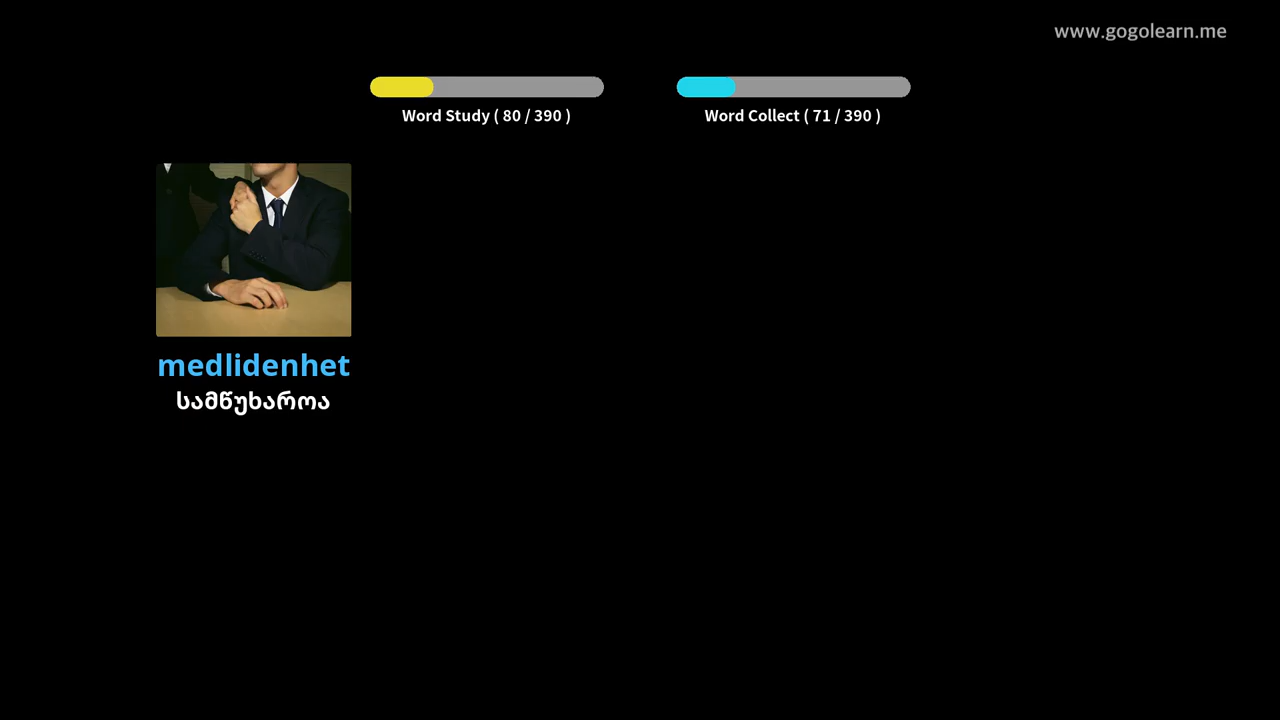 www.gogolearn.me
Word Study ( 80 / 390 )
Word Collect ( 71 / 390 )
medlidenhet
სამწუხაროა